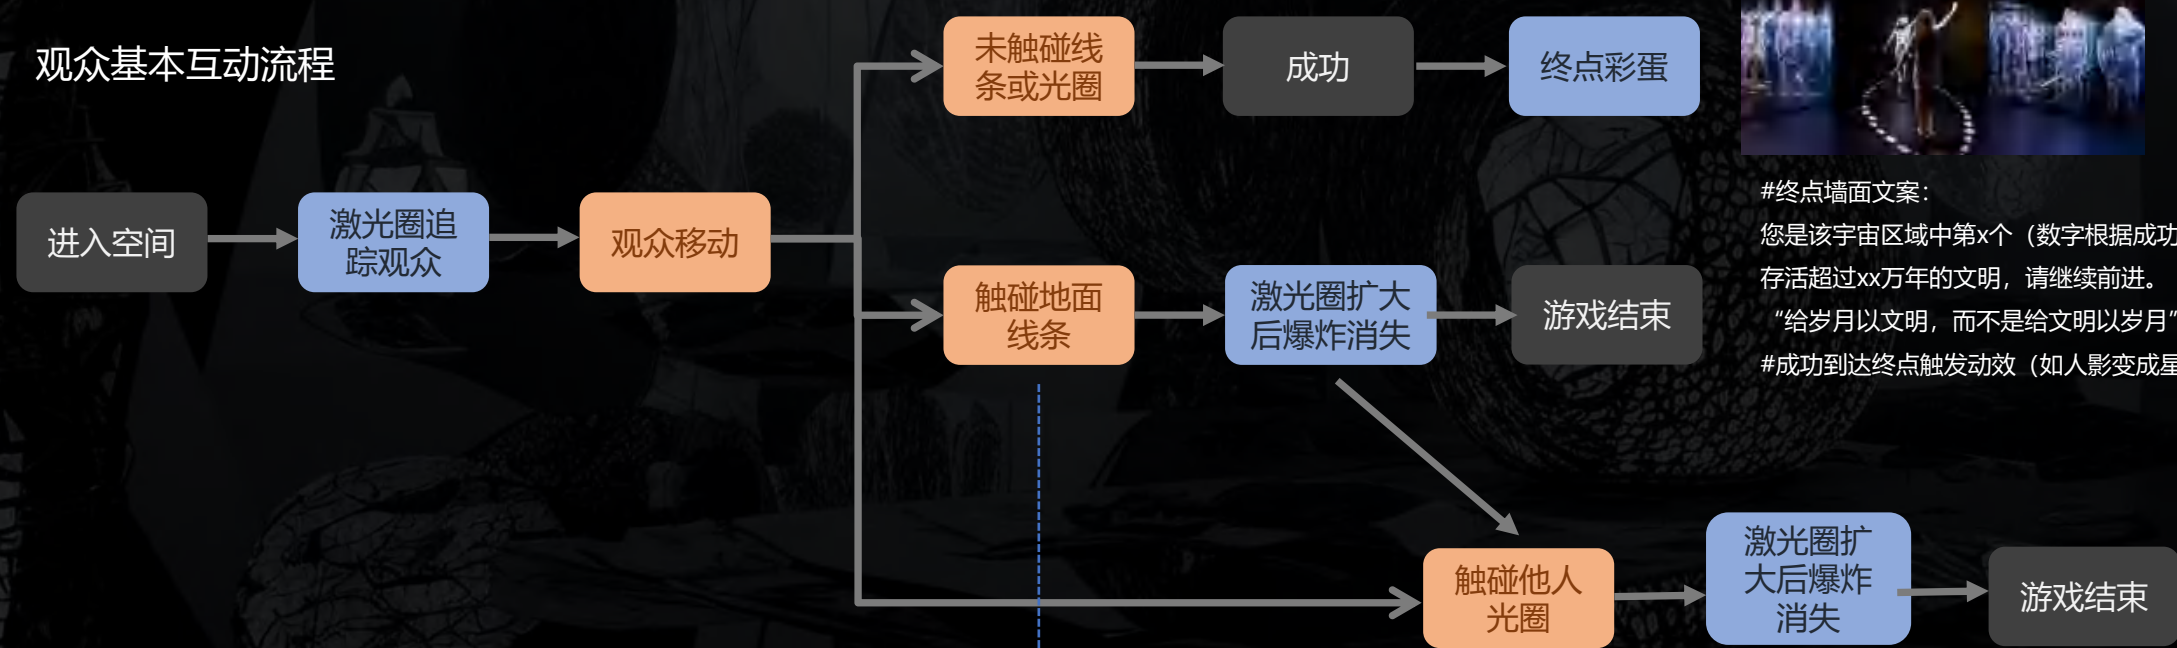 观众基本互动流程
进入空间
激光圈追
踪观众
观众移动
未触碰线
条或光圈
成功
终点彩蛋
触碰地面
线条
激光圈扩大
后爆炸消失
游戏结束
触碰他人
光圈
激光圈扩
大后爆炸
消失
游戏结束
#终点墙面文案：
您是该宇宙区域中第x个（数字根据成功
存活超过xx万年的文明，请继续前进。
“给岁月以文明，而不是给文明以岁月”
#成功到达终点触发动效（如人影变成星